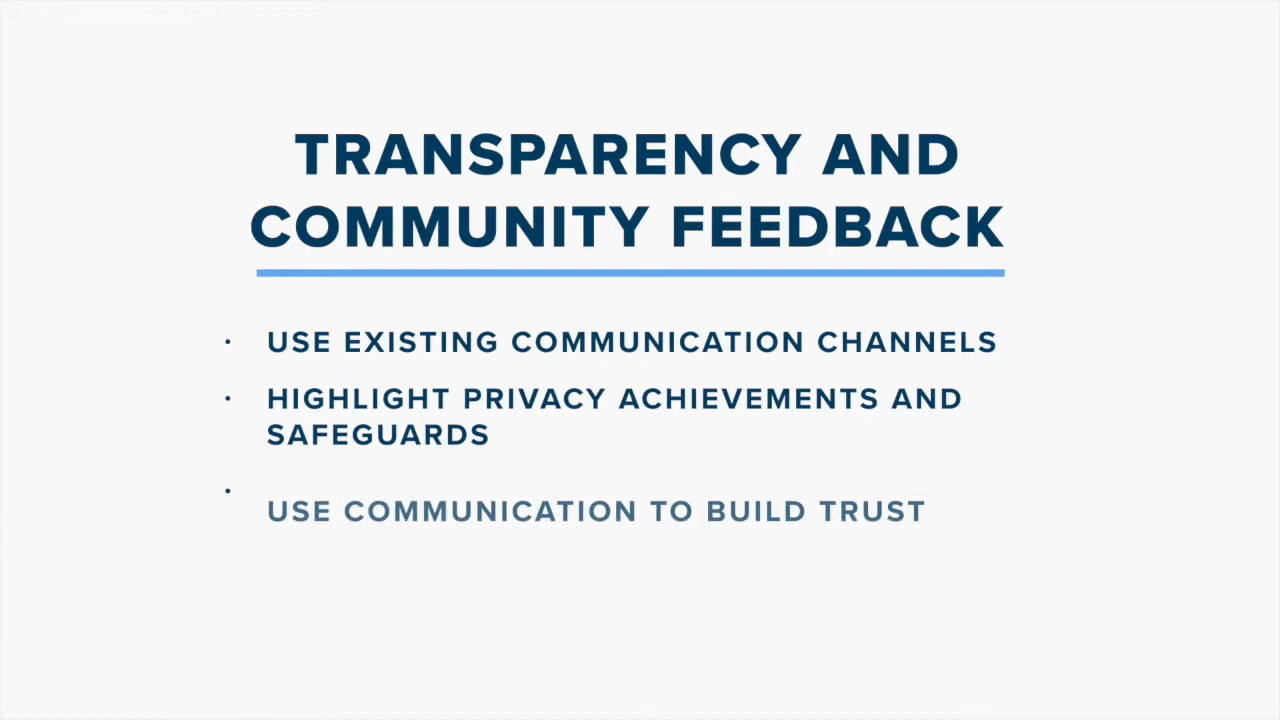 TRANSPARENCY AND
COMMUNITY FEEDBACK
· USE EXISTING COMMUNICATION CHANNELS
· HIGHLIGHT PRIVACY ACHIEVEMENTS AND
SAFEGUARDS
· USE COMMUNICATION TO BUILD TRUST